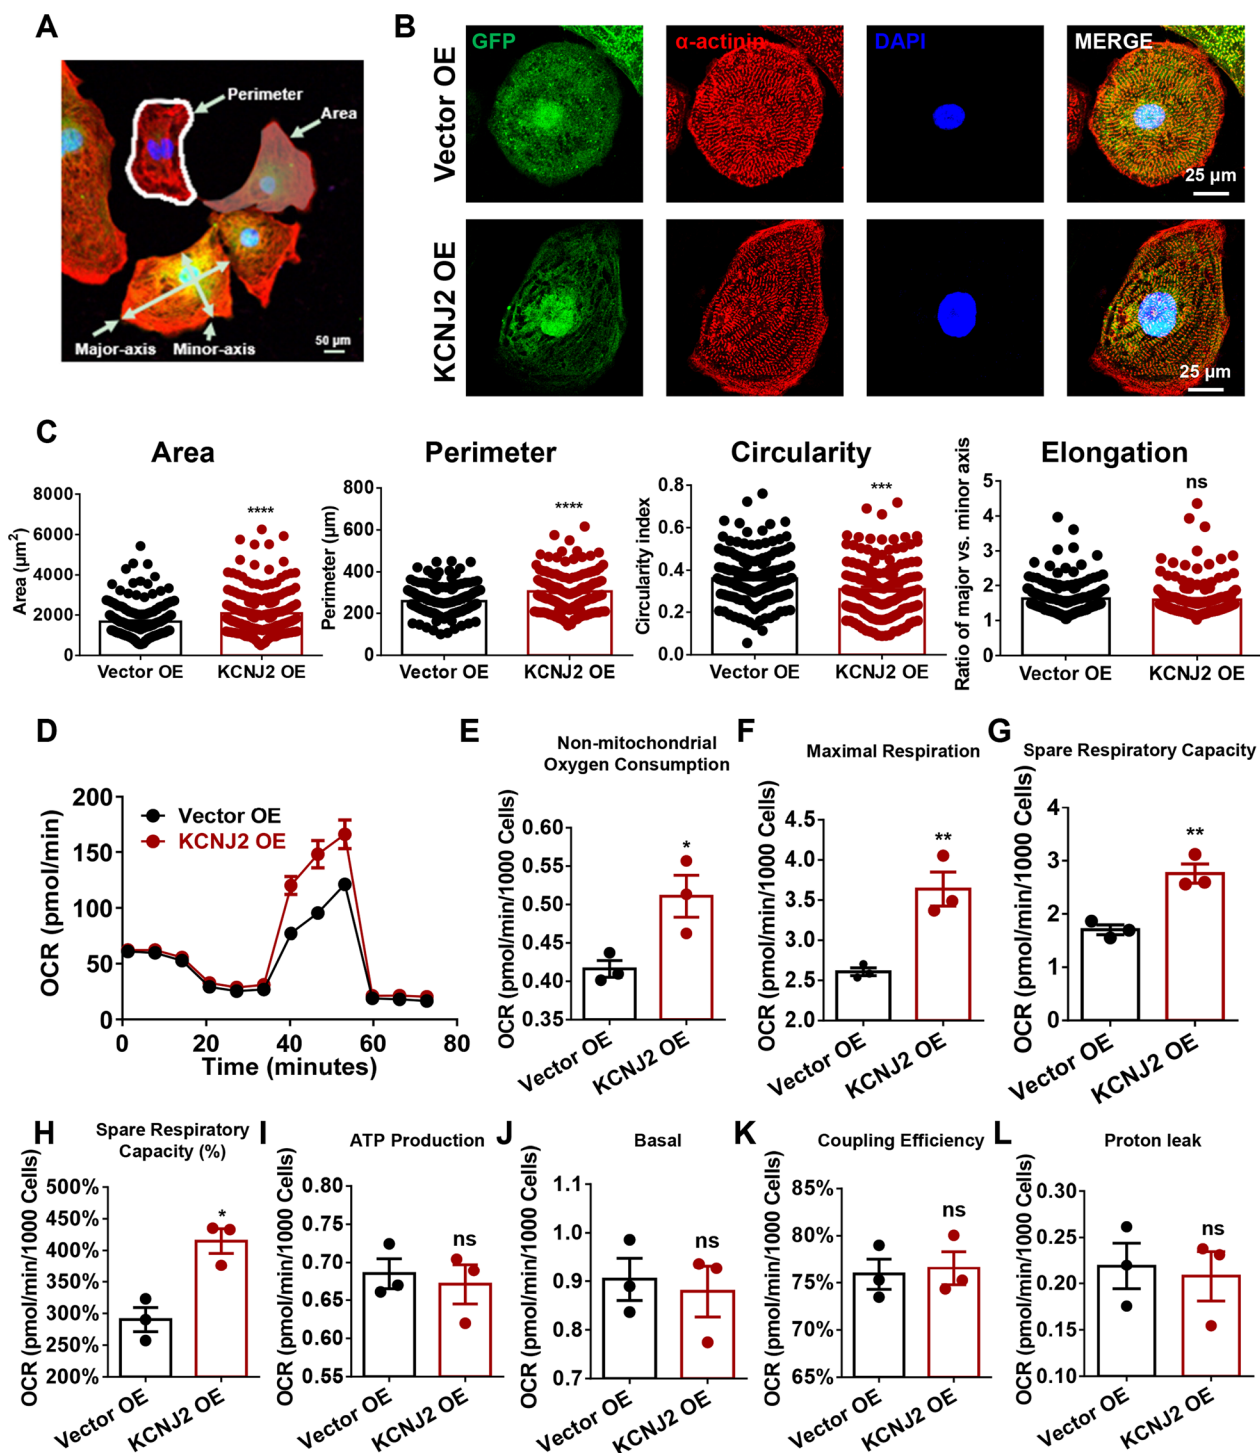 A
Perimeter
Area
Major-axis
Minor-axis
50 µm
B
GFP
α-actinin
DAPI
MERGE
Vector OE
25 µm
KCNJ2 OE
25 µm
C
Area
Area (µm²)
8000
6000
4000
2000
0
****
Vector OE
KCNJ2 OE
Perimeter
Perimeter (µm)
800
600
400
200
0
****
Vector OE
KCNJ2 OE
Circularity
Circularity index
0.8
0.6
0.4
0.2
0.0
***
Vector OE
KCNJ2 OE
Elongation
Ratio of major vs. minor axis
5
4
3
2
1
0
ns
Vector OE
KCNJ2 OE
D
OCR (pmol/min)
200
150
100
50
0
Vector OE
KCNJ2 OE
0
20
40
60
80
Time (minutes)
E
Non-mitochondrial
Oxygen Consumption
OCR (pmol/min/1000 Cells)
0.60
0.55
0.50
0.45
0.40
0.35
*
Vector OE
KCNJ2 OE
F
Maximal Respiration
OCR (pmol/min/1000 Cells)
4.5
4.0
3.5
3.0
2.5
2.0
**
Vector OE
KCNJ2 OE
G
Spare Respiratory Capacity
OCR (pmol/min/1000 Cells)
4
3
2
1
0
**
Vector OE
KCNJ2 OE
H
Spare Respiratory
Capacity (%)
OCR (pmol/min/1000 Cells)
500%
450%
400%
350%
300%
250%
200%
*
Vector OE
KCNJ2 OE
I
ATP Production
OCR (pmol/min/1000 Cells)
0.80
0.75
0.70
0.65
0.60
0.55
ns
Vector OE
KCNJ2 OE
J
Basal
OCR (pmol/min/1000 Cells)
1.1
1.0
0.9
0.8
0.7
ns
Vector OE
KCNJ2 OE
K
Coupling Efficiency
OCR (pmol/min/1000 Cells)
85%
80%
75%
70%
65%
ns
Vector OE
KCNJ2 OE
L
Proton leak
OCR (pmol/min/1000 Cells)
0.30
0.25
0.20
0.15
0.10
ns
Vector OE
KCNJ2 OE